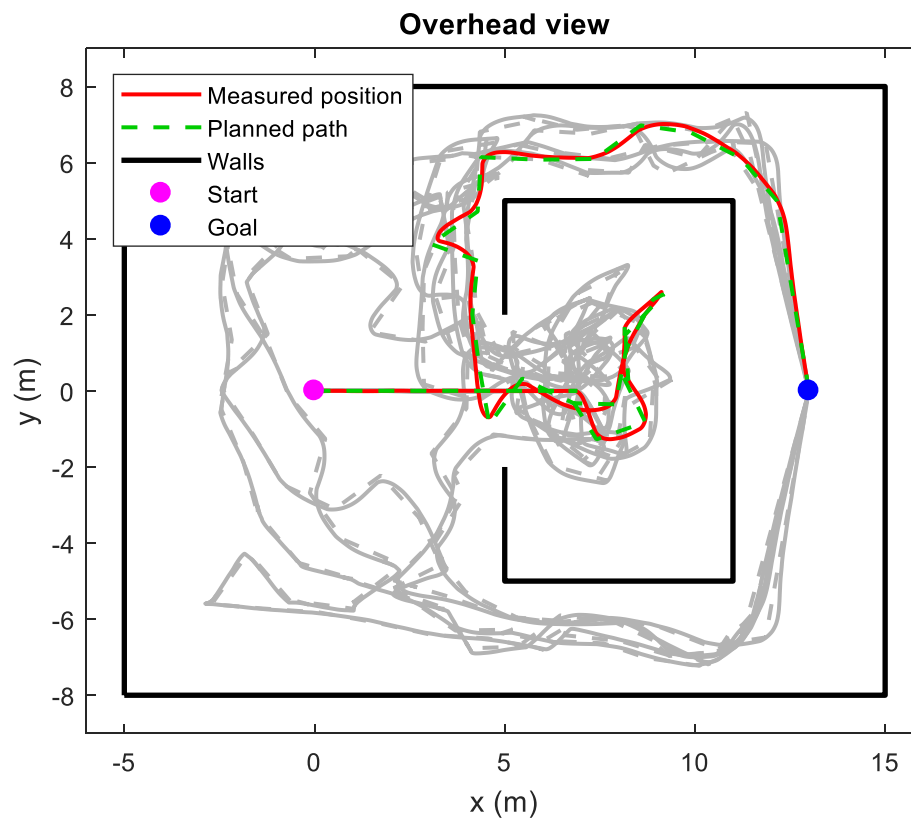 Overhead view
8
6
4
2
0
-2
-4
-6
-8
y (m)
Measured position
Planned path
Walls
Start
Goal
-5
0
5
10
15
x (m)